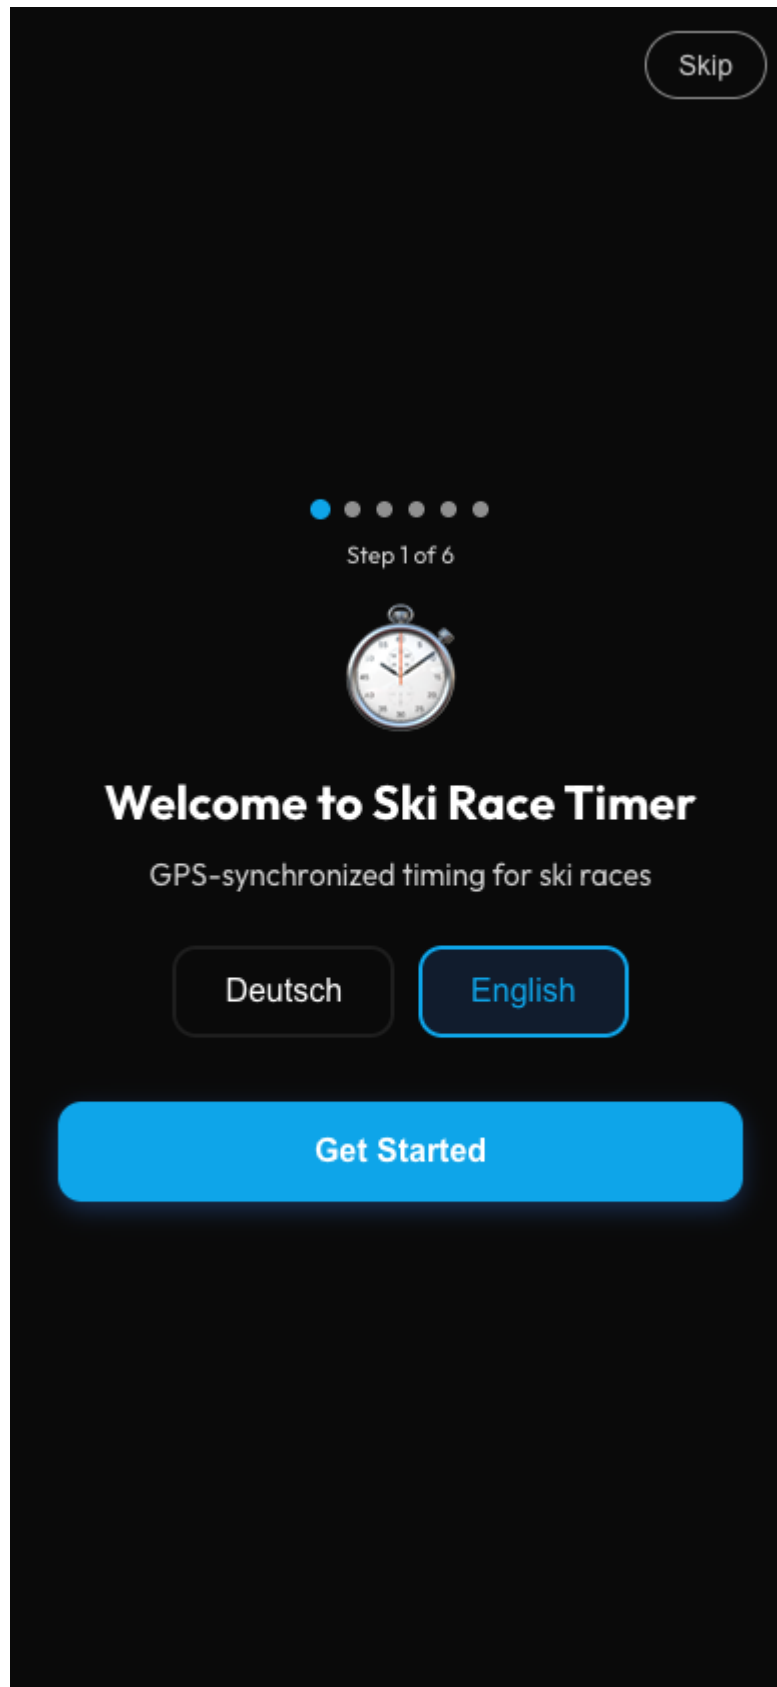 Skip
Step 1 of 6
Welcome to Ski Race Timer
GPS-synchronized timing for ski races
Deutsch English
Get Started